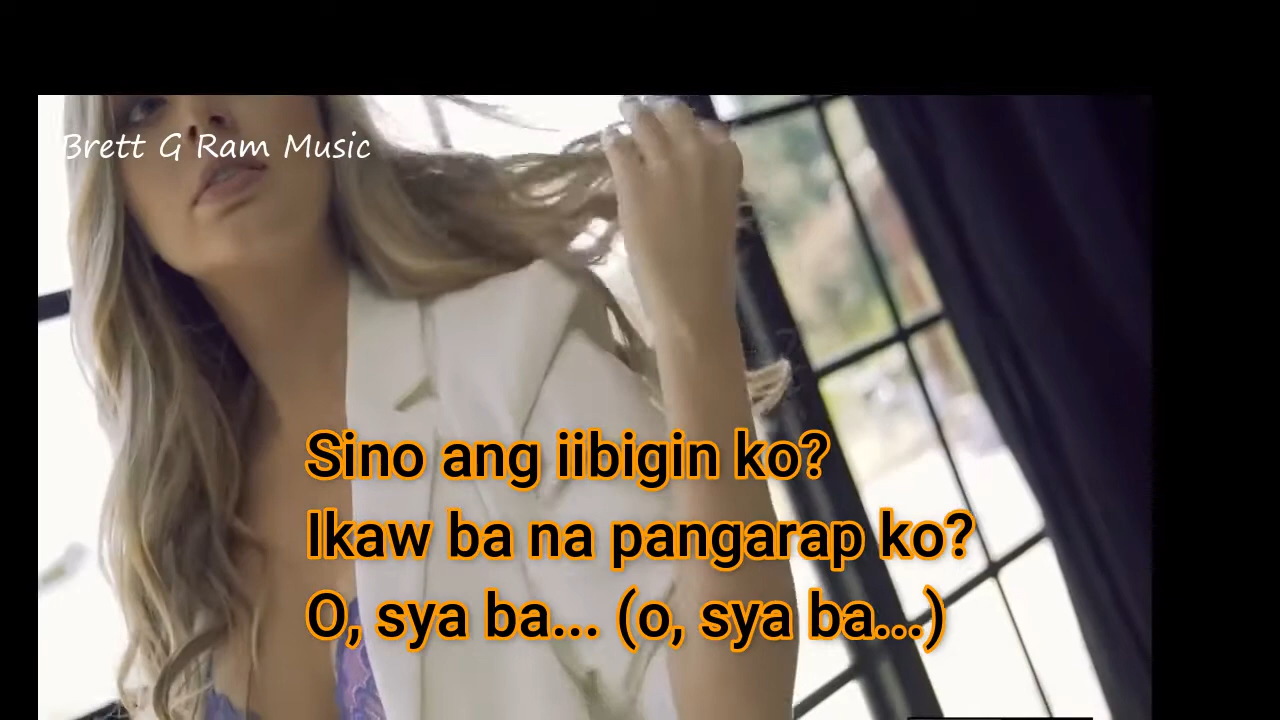 Brett G Ram Music
Sino ang iibigin ko?
Ikaw ba na pangarap ko?
O, sya ba... (o, sya ba...)